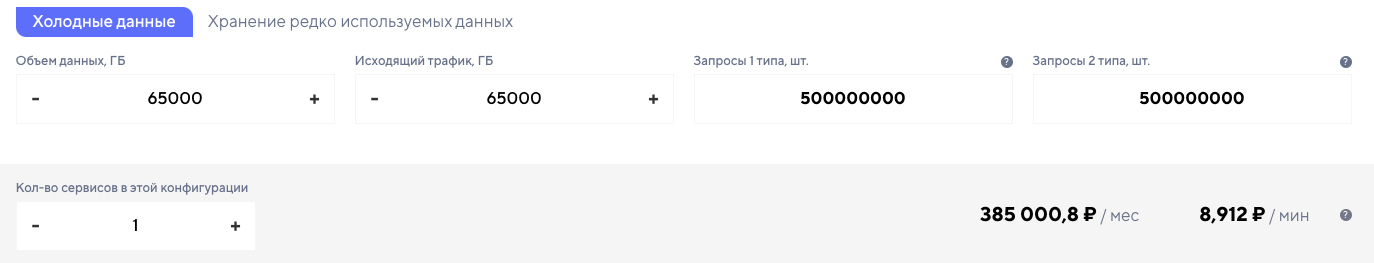 Холодные данные Хранение редко используемых данных
Объем данных, ГБ Исходящий трафик, ГБ Запросы 1 типа, шт. ? Запросы 2 типа, шт. ?
- 65000 + - 65000 + 500000000 500000000
Кол-во сервисов в этой конфигурации
- 1 + 385 000,8 ₽ / мес 8,912 ₽ / мин ?